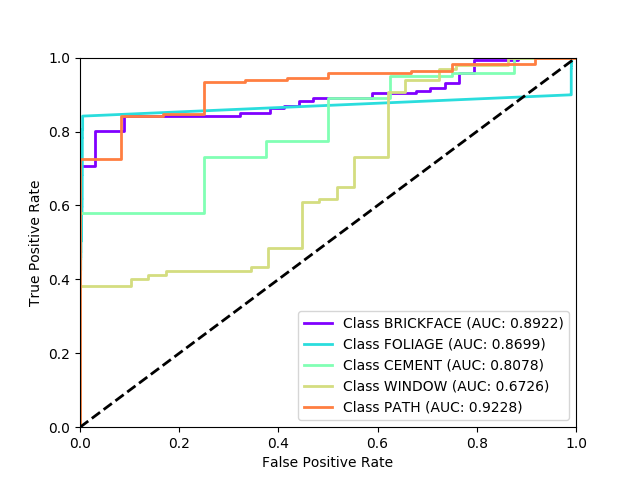 1.0
0.8
0.6
0.4
0.2
0.0
True Positive Rate
Class BRICKFACE (AUC: 0.8922)
Class FOLIAGE (AUC: 0.8699)
Class CEMENT (AUC: 0.8078)
Class WINDOW (AUC: 0.6726)
Class PATH (AUC: 0.9228)
0.0 0.2 0.4 0.6 0.8 1.0
False Positive Rate